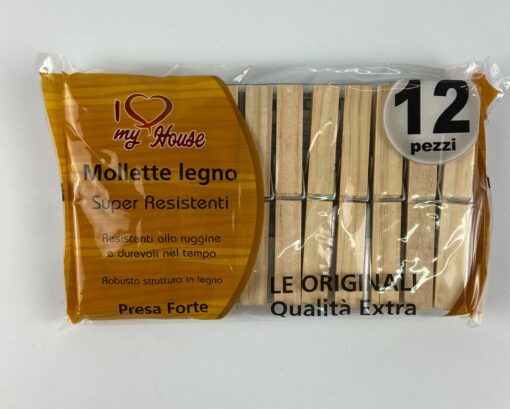 I
my House
Mollette legno
Super Resistenti
Resistenti alla ruggine
e durevoli nel tempo
Robusta struttura in legno
Presa Forte
12
pezzi
LE ORIGINALI
Qualità Extra